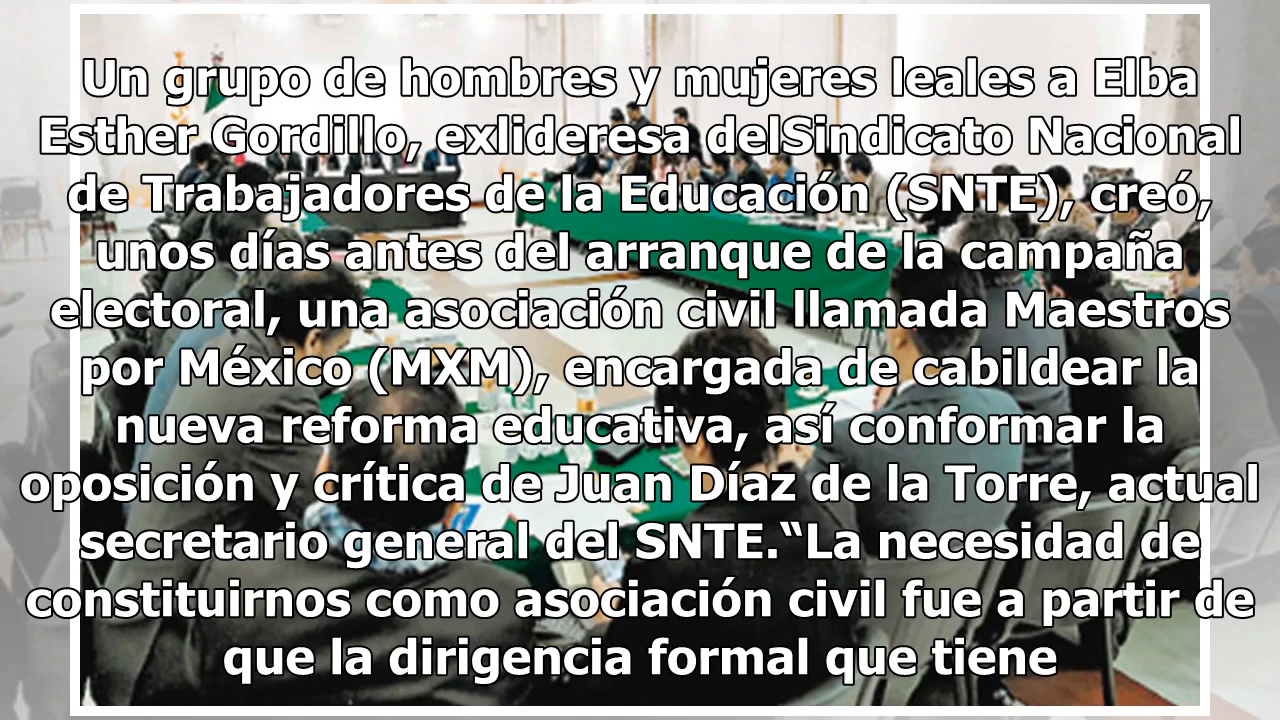 Un grupo de hombres y mujeres leales a Elba
Esther Gordillo, exlideresa delSindicato Nacional
de Trabajadores de la Educación (SNTE), creó,
unos días antes del arranque de la campaña
electoral, una asociación civil llamada Maestros
por México (MXM), encargada de cabildear la
nueva reforma educativa, así conformar la
oposición y crítica de Juan Díaz de la Torre, actual
secretario general del SNTE.“La necesidad de
constituirnos como asociación civil fue a partir de
que la dirigencia formal que tiene